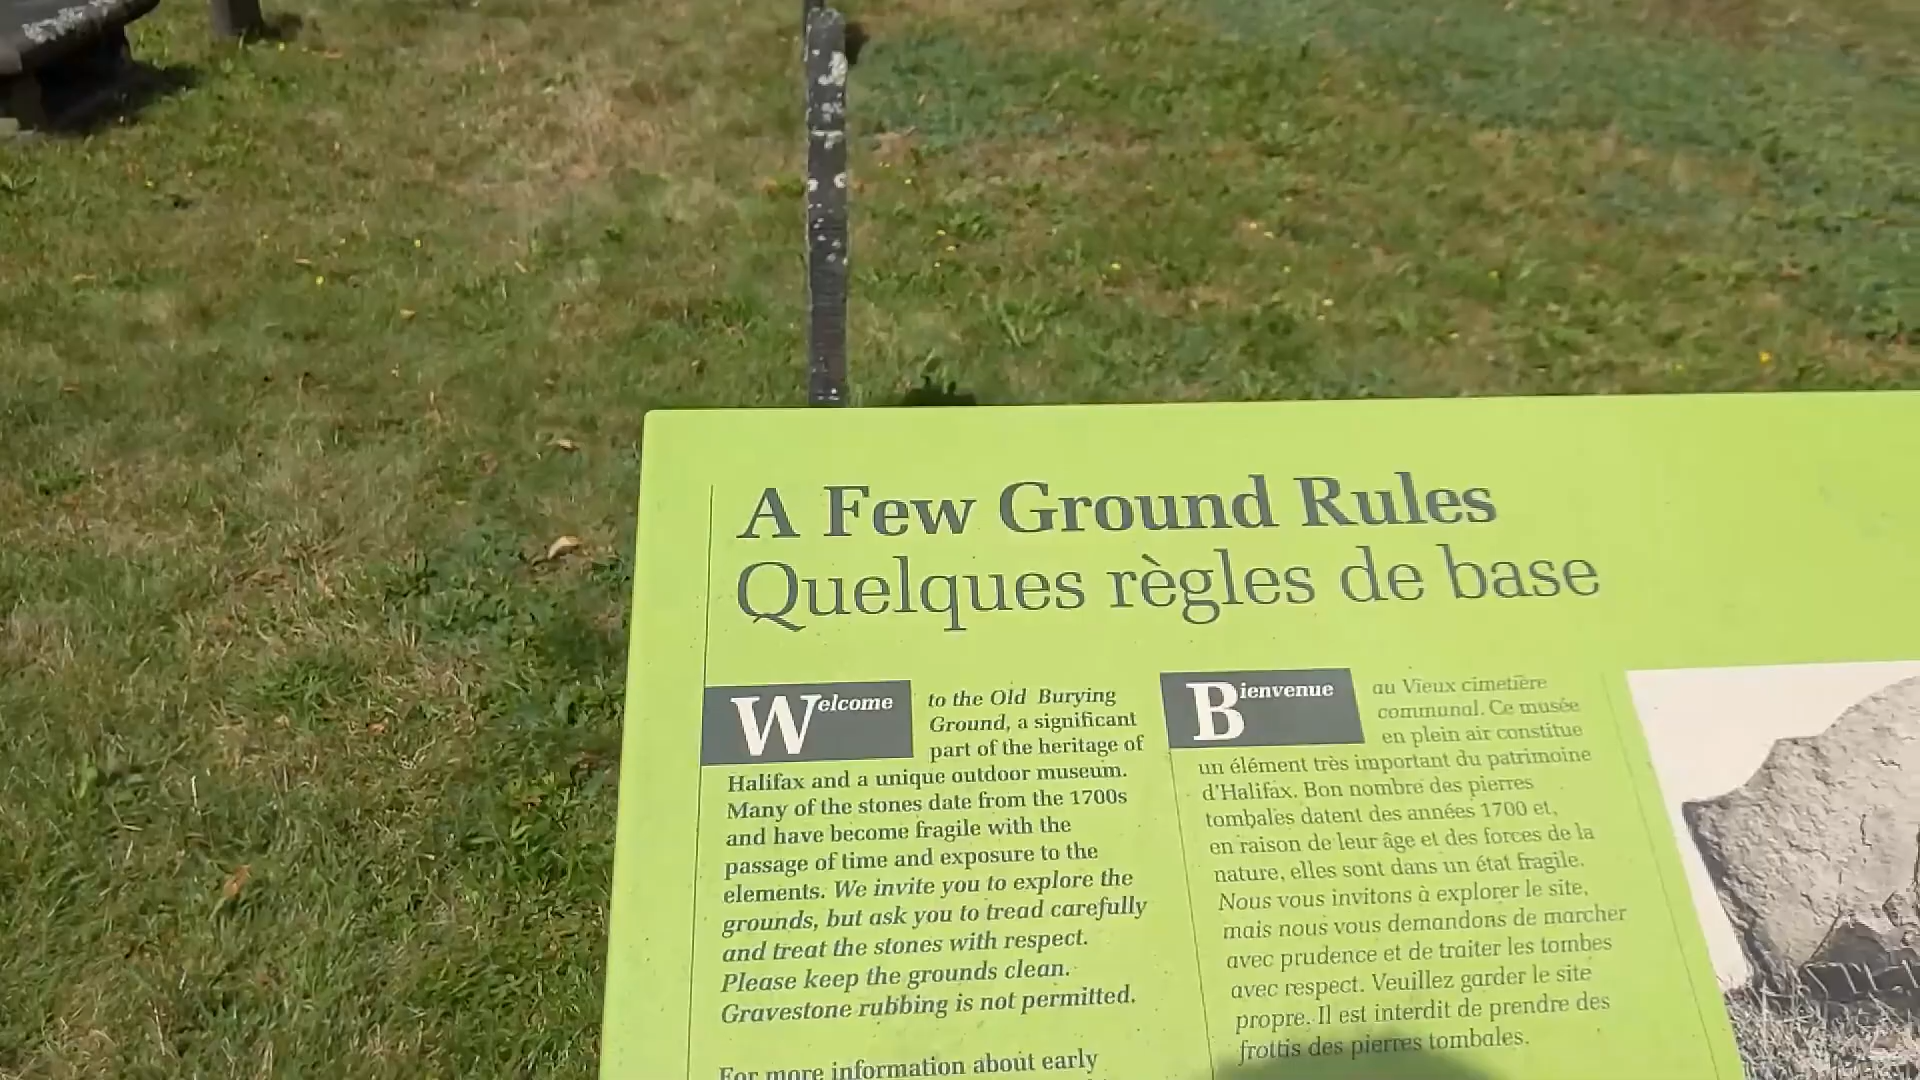 A Few Ground Rules
Quelques règles de base
Welcome to the Old Burying
Ground, a significant
part of the heritage of
Halifax and a unique outdoor museum.
Many of the stones date from the 1700s
and have become fragile with the
passage of time and exposure to the
elements. We invite you to explore the
grounds, but ask you to tread carefully
and treat the stones with respect.
Please keep the grounds clean.
Gravestone rubbing is not permitted.
For more information about early
Bienvenue au Vieux cimetière
communal. Ce musée
en plein air constitue
un élément très important du patrimoine
d'Halifax. Bon nombre des pierres
tombales datent des années 1700 et,
en raison de leur âge et des forces de la
nature, elles sont dans un état fragile.
Nous vous invitons à explorer le site,
mais nous vous demandons de marcher
avec prudence et de traiter les tombes
avec respect. Veuillez garder le site
propre. Il est interdit de prendre des
frottis des pierres tombales.